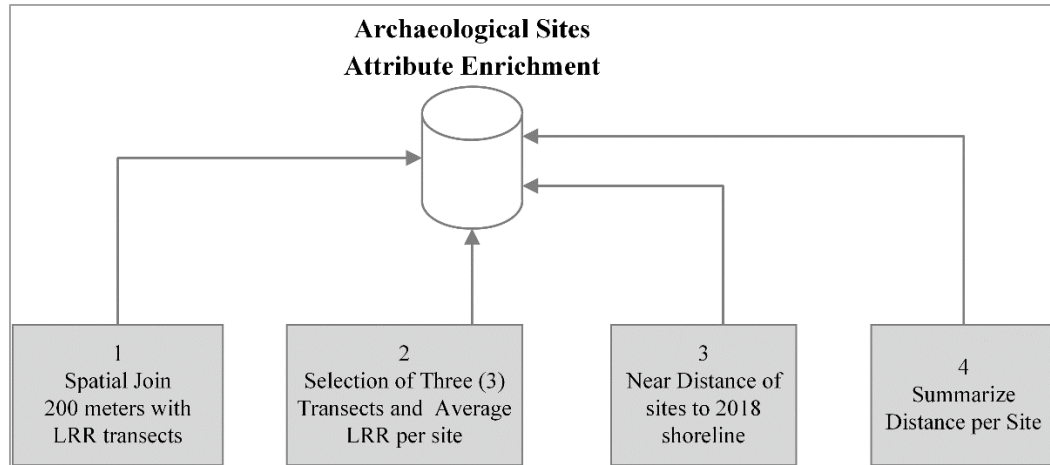 Archaeological Sites
Attribute Enrichment
1
Spatial Join
200 meters with
LRR transects
2
Selection of Three (3)
Transects and Average
LRR per site
3
Near Distance of
sites to 2018
shoreline
4
Summarize
Distance per Site